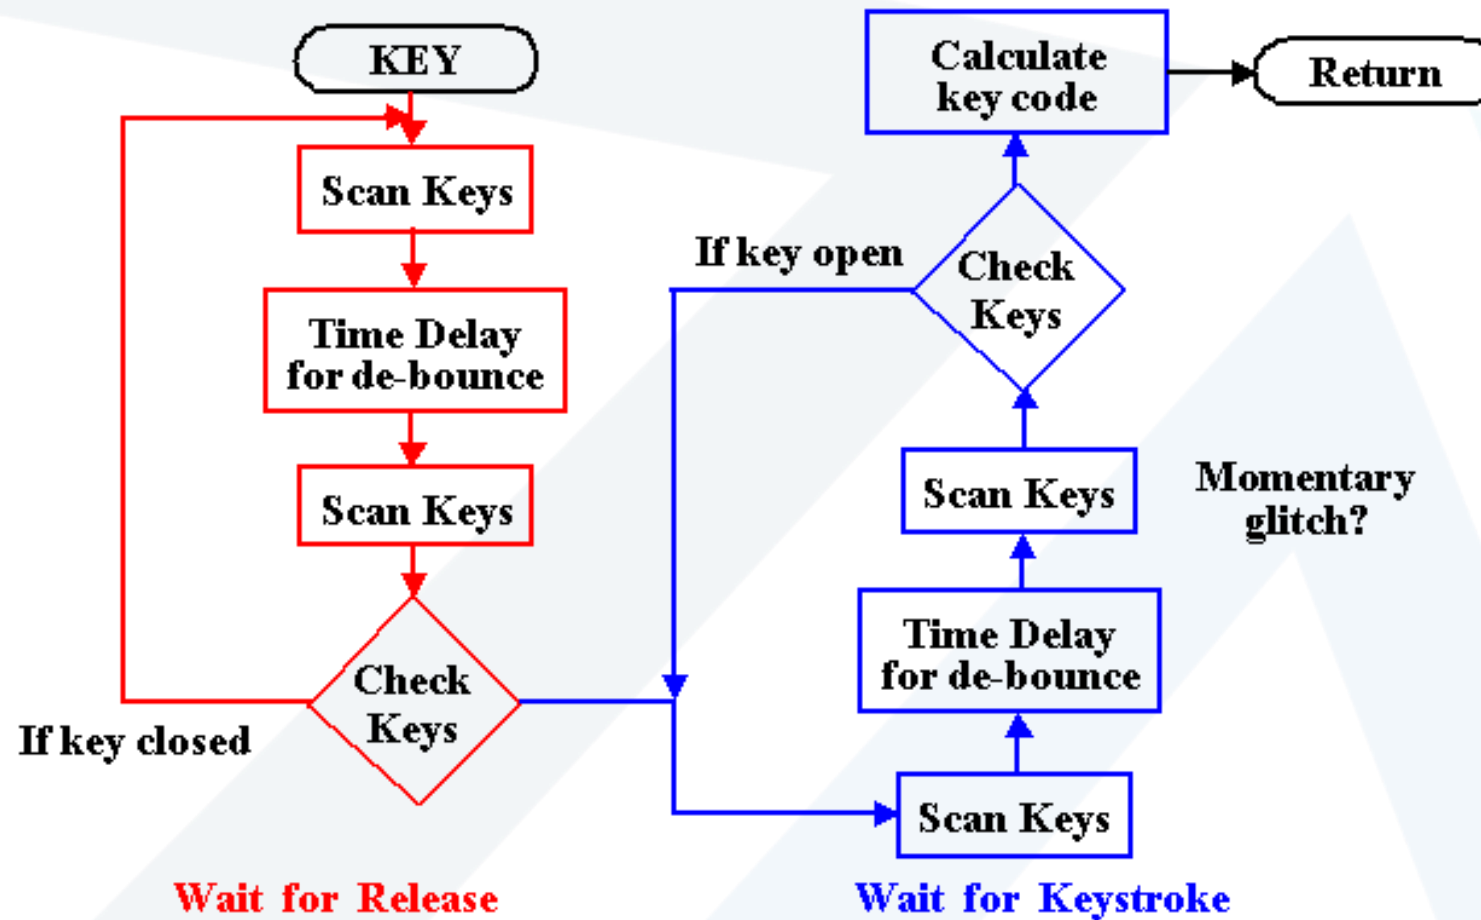 KEY
Scan Keys
Time Delay
for de-bounce
Scan Keys
Check
Keys
If key closed
Wait for Release
Calculate
key code
Return
If key open
Check
Keys
Scan Keys
Momentary
glitch?
Time Delay
for de-bounce
Scan Keys
Wait for Keystroke